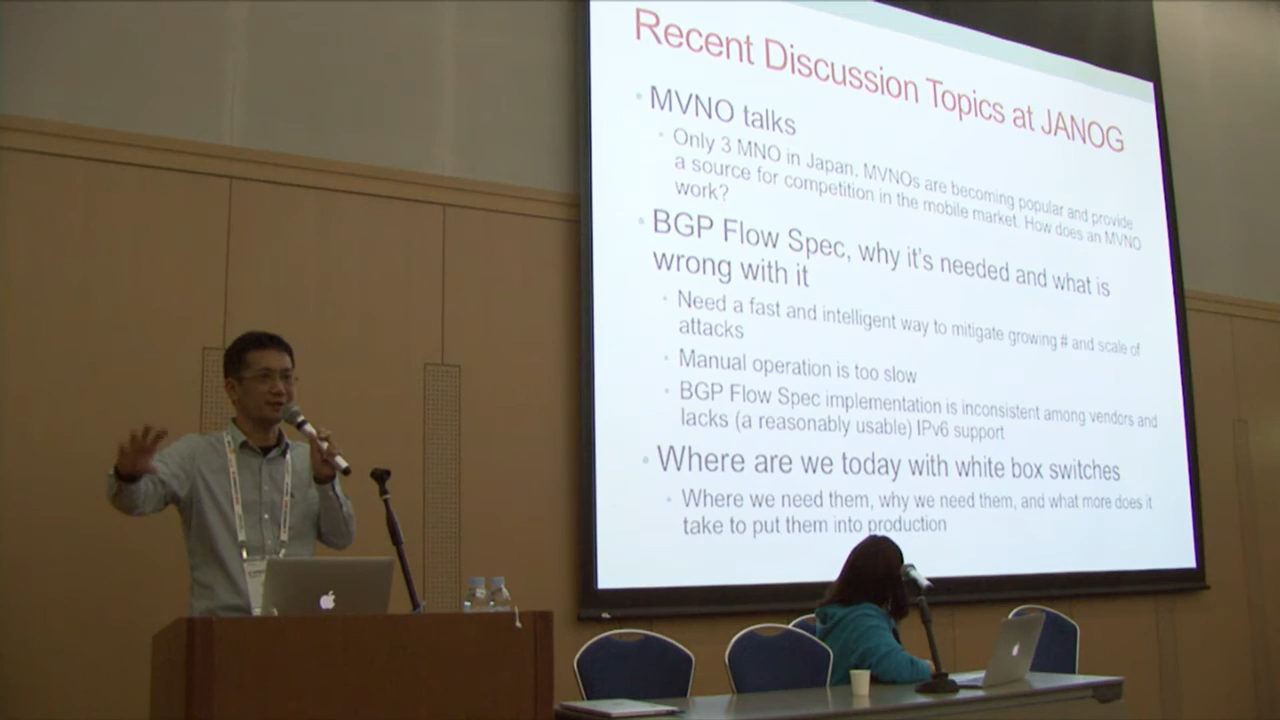 Recent Discussion Topics at JANOG
• MVNO talks
• Only 3 MNO in Japan. MVNOs are becoming popular and provide
a source for competition in the mobile market. How does an MVNO
work?
• BGP Flow Spec, why it's needed and what is
wrong with it
• Need a fast and intelligent way to mitigate growing # and scale of
attacks
• Manual operation is too slow
• BGP Flow Spec implementation is inconsistent among vendors and
lacks (a reasonably usable) IPv6 support
• Where are we today with white box switches
• Where we need them, why we need them, and what more does it
take to put them into production